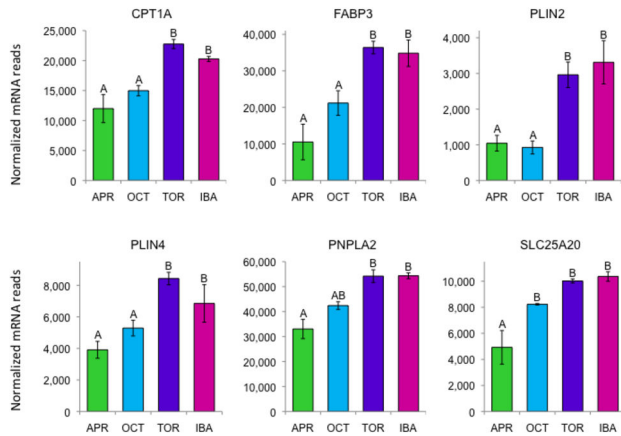 CPT1A
FABP3
PLIN2
Normalized mRNA reads
25,000
20,000
15,000
10,000
5,000
0
A
A
B
B
APR
OCT
TOR
IBA
40,000
30,000
20,000
10,000
0
A
A
B
B
APR
OCT
TOR
IBA
4,000
3,000
2,000
1,000
0
A
A
B
B
APR
OCT
TOR
IBA
PLIN4
PNPLA2
SLC25A20
Normalized mRNA reads
8,000
6,000
4,000
2,000
0
A
A
B
B
APR
OCT
TOR
IBA
60,000
50,000
40,000
30,000
20,000
10,000
0
A
AB
B
B
APR
OCT
TOR
IBA
10,000
8,000
6,000
4,000
2,000
0
A
B
B
B
APR
OCT
TOR
IBA